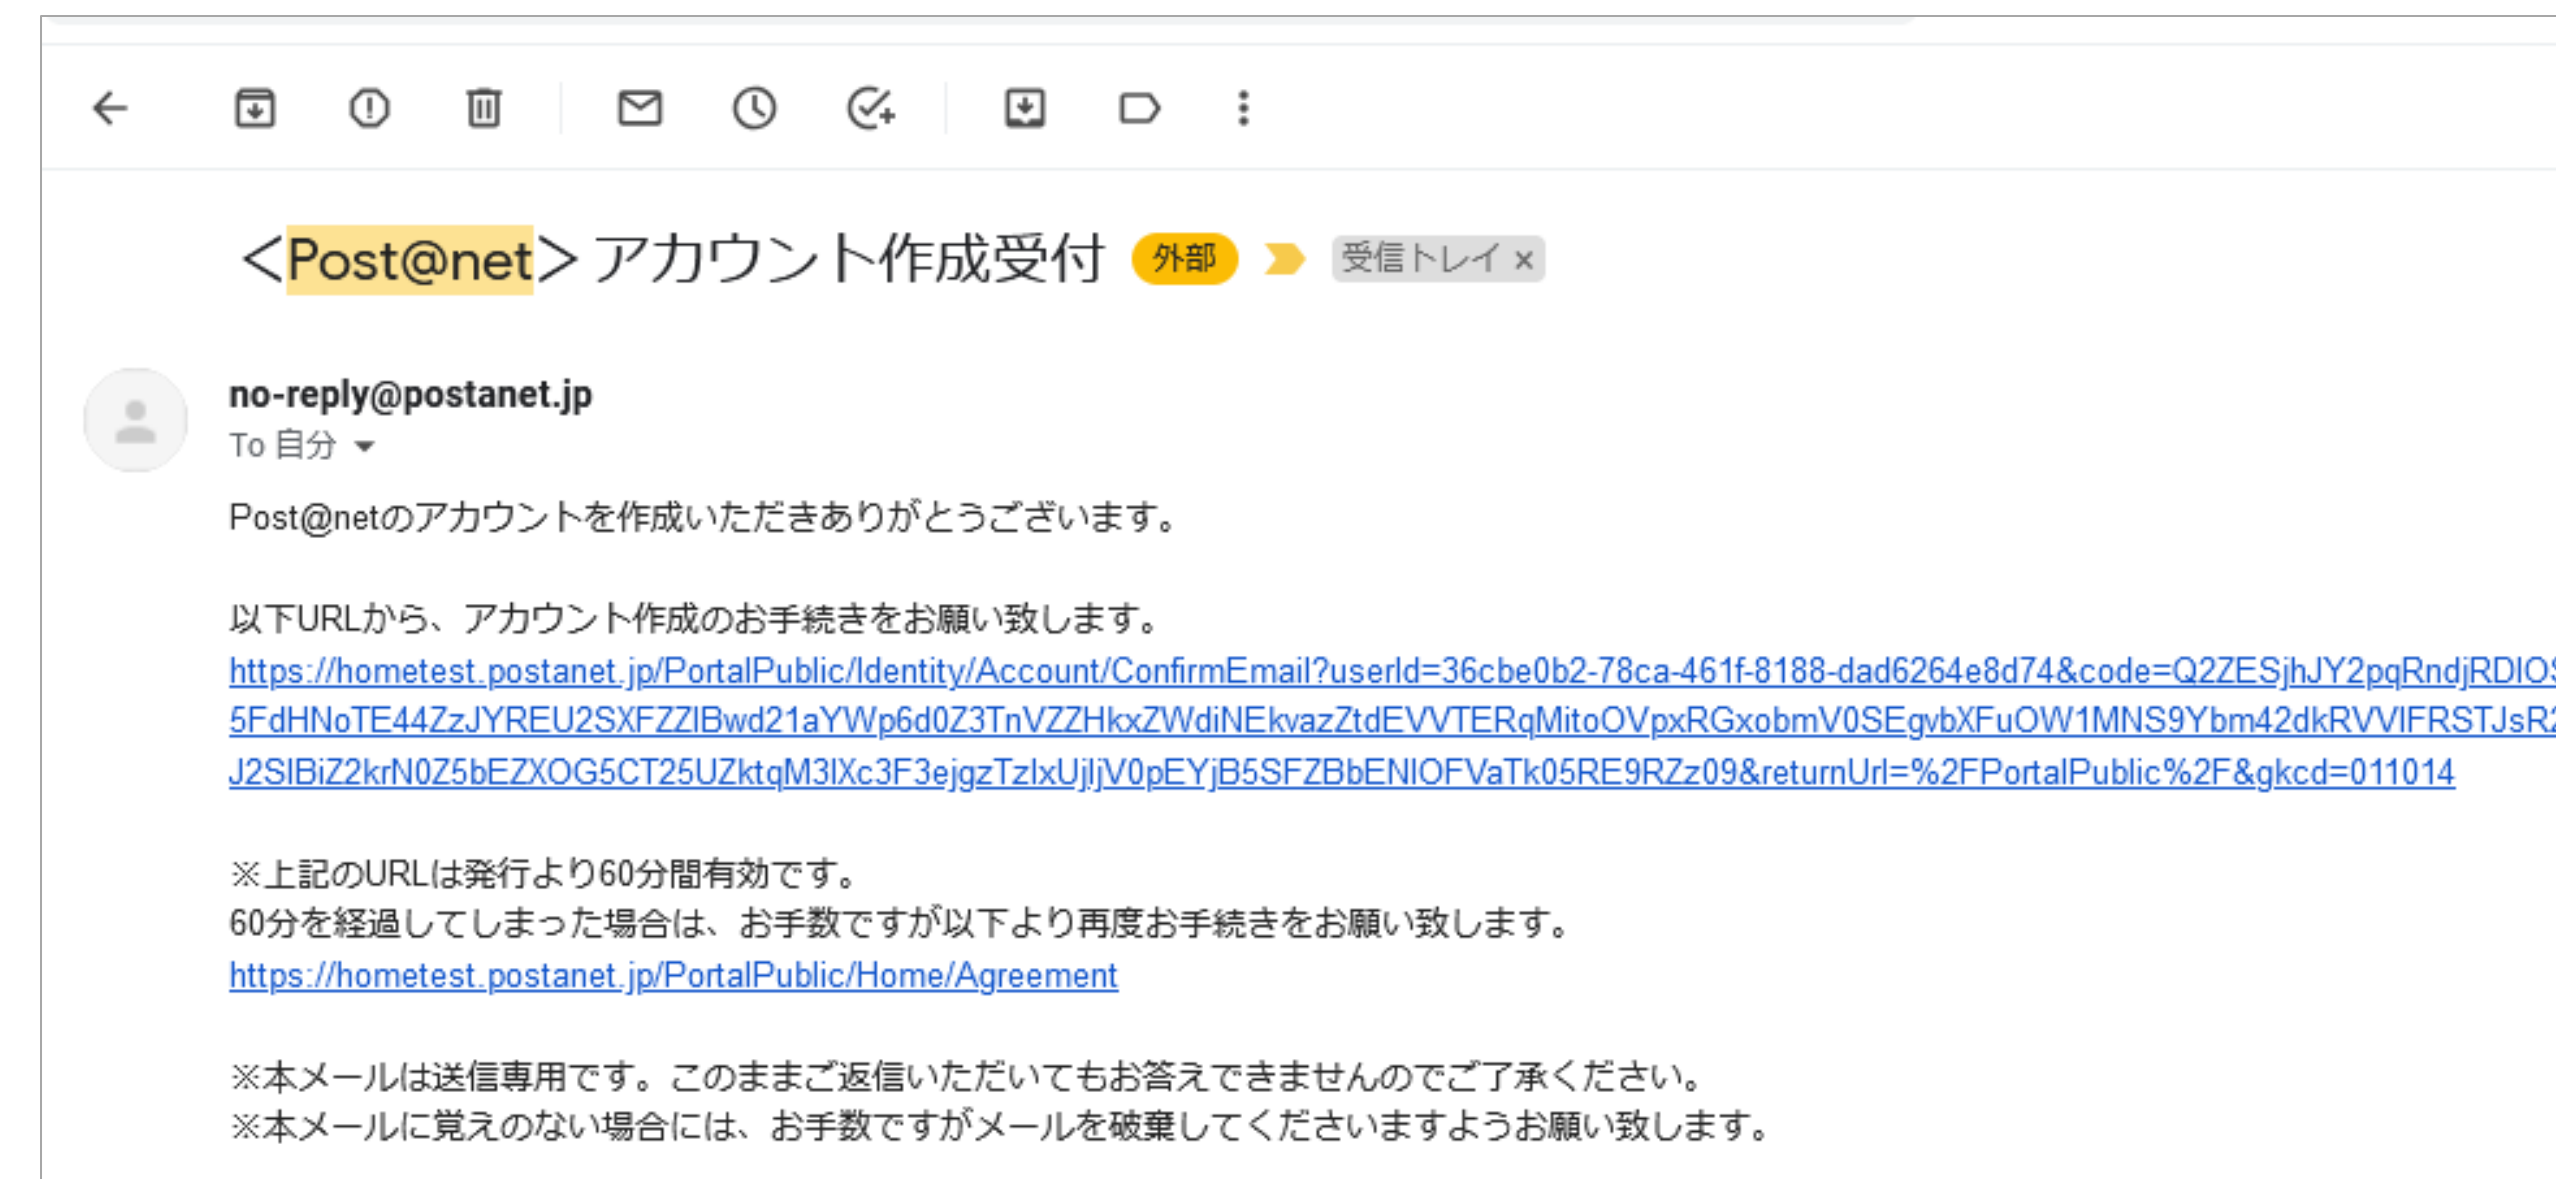 ＜Post@net＞アカウント作成受付 外部 受信トレイ ×
no-reply@postanet.jp
To 自分
Post@netのアカウントを作成いただきありがとうございます。
以下URLから、アカウント作成のお手続きをお願い致します。
https://hometest.postanet.jp/PortalPublic/Identity/Account/ConfirmEmail?userId=36cbe0b2-78ca-461f-8188-dad6264e8d74&code=Q2ZESjhJY2pqRndjRDlOS
5FdHNoTE44ZzJYREU2SXFZZlBwd21aYWp6d0Z3TnVZZHkxZWdiNEkvazZtdEVVTERqMitoOVpxRGxobmV0SEgvbXFuOW1MNS9Ybm42dkRVVlFRSTJsR2
J2SlBiZ2krN0Z5bEZXOG5CT25UZktqM3lXc3F3ejgzTzlxUjljV0pEYjB5SFZBbENlOFVaTk05RE9RZz09&returnUrl=%2FPortalPublic%2F&gkcd=011014
※上記のURLは発行より60分間有効です。
60分を経過してしまった場合は、お手数ですが以下より再度お手続きをお願い致します。
https://hometest.postanet.jp/PortalPublic/Home/Agreement
※本メールは送信専用です。このままご返信いただいてもお答えできませんのでご了承ください。
※本メールに覚えのない場合には、お手数ですがメールを破棄してくださいますようお願い致します。